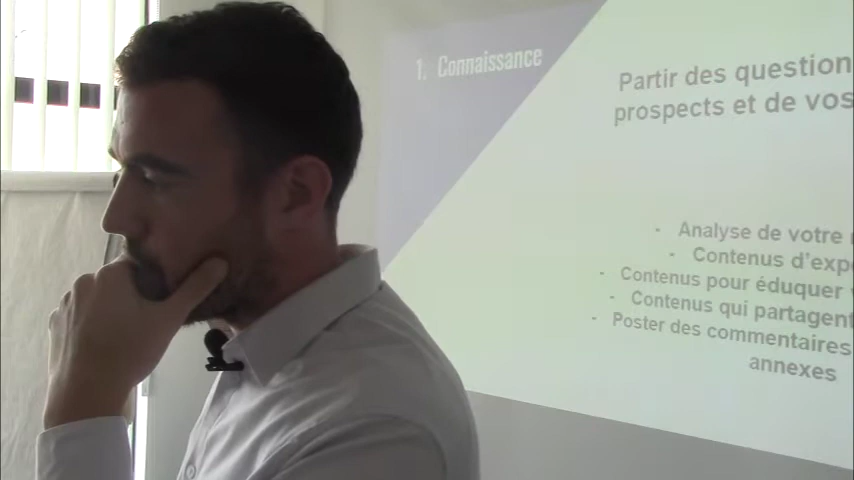 1. Connaissance
Partir des question
prospects et de vos
- Analyse de votre
- Contenus d'exp
- Contenus pour éduquer
- Contenus qui partagent
- Poster des commentaires
annexes.